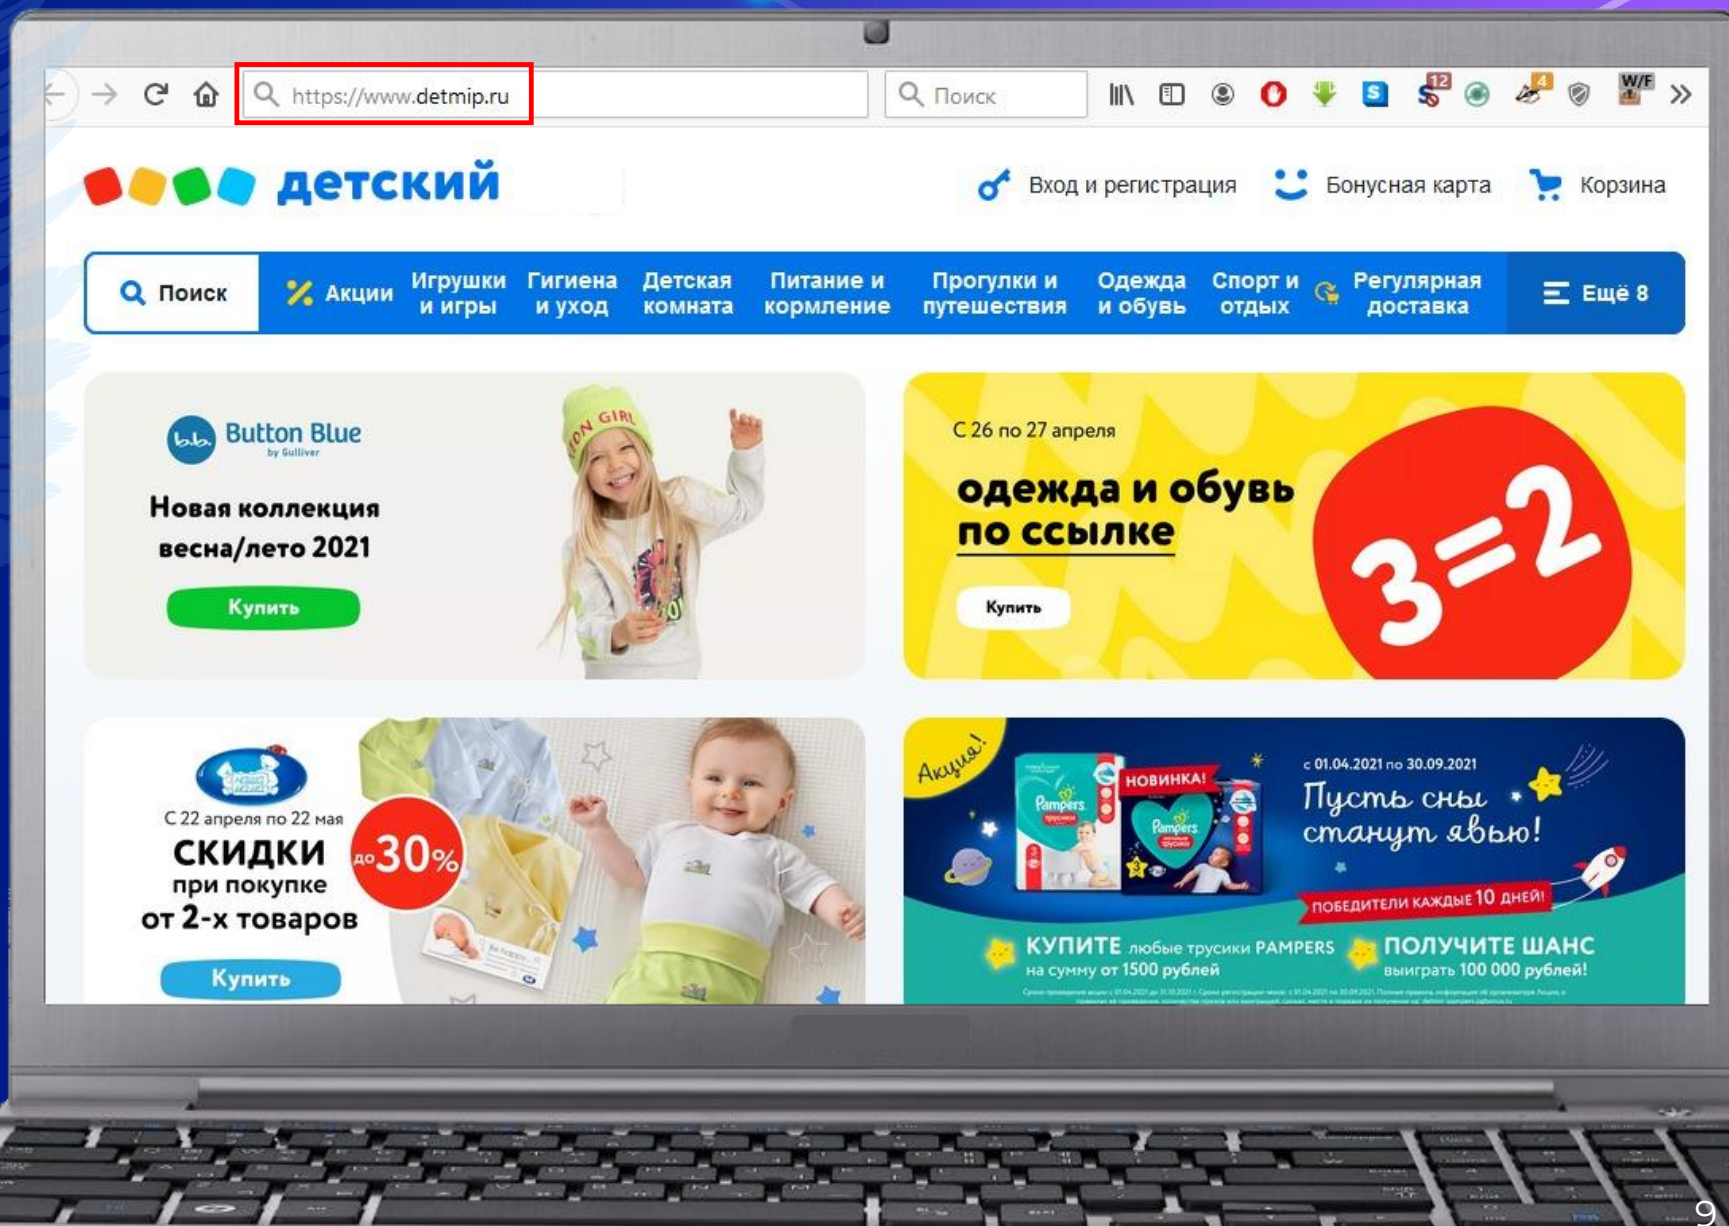 https://www.detmip.ru
Поиск
12
4
W/F
детский
Вход и регистрация
Бонусная карта
Корзина
Поиск
Акции
Игрушки
и игры
Гигиена
и уход
Детская
комната
Питание и
кормление
Прогулки и
путешествия
Одежда
и обувь
Спорт и
отдых
Регулярная
доставка
Ещё 8
b.b. Button Blue
by Gulliver
Новая коллекция
весна/лето 2021
Купить
С 26 по 27 апреля
одежда и обувь
по ссылке
Купить
3=2
С 22 апреля по 22 мая
СКИДКИ
при покупке
от 2-х товаров
до 30%
Купить
Акция!
НОВИНКА!
Pampers
трусики
Pampers
с 01.04.2021 по 30.09.2021
Пусть сны
станут явью!
ПОБЕДИТЕЛИ КАЖДЫЕ 10 ДНЕЙ!
КУПИТЕ любые трусики PAMPERS
на сумму от 1500 рублей
ПОЛУЧИТЕ ШАНС
выиграть 100 000 рублей!
9